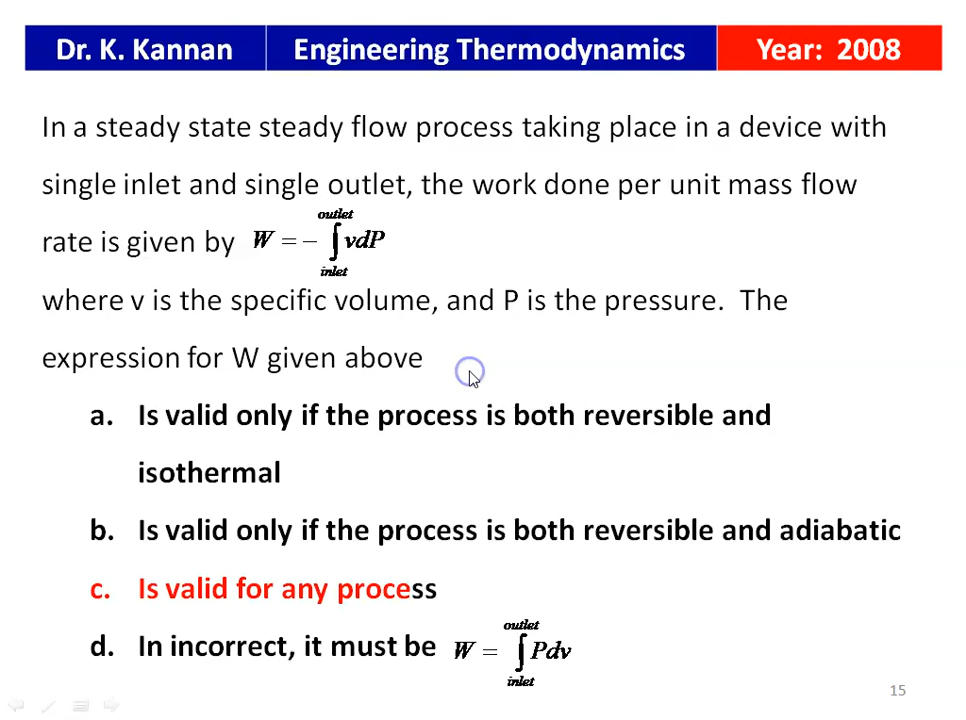 Dr. K. Kannan Engineering Thermodynamics Year: 2008
In a steady state steady flow process taking place in a device with
single inlet and single outlet, the work done per unit mass flow
outlet
rate is given by W = − ∫ vdP
inlet
where v is the specific volume, and P is the pressure. The
expression for W given above
a. Is valid only if the process is both reversible and
isothermal
b. Is valid only if the process is both reversible and adiabatic
c. Is valid for any process
outlet
d. In incorrect, it must be W = ∫ Pdv
inlet
15